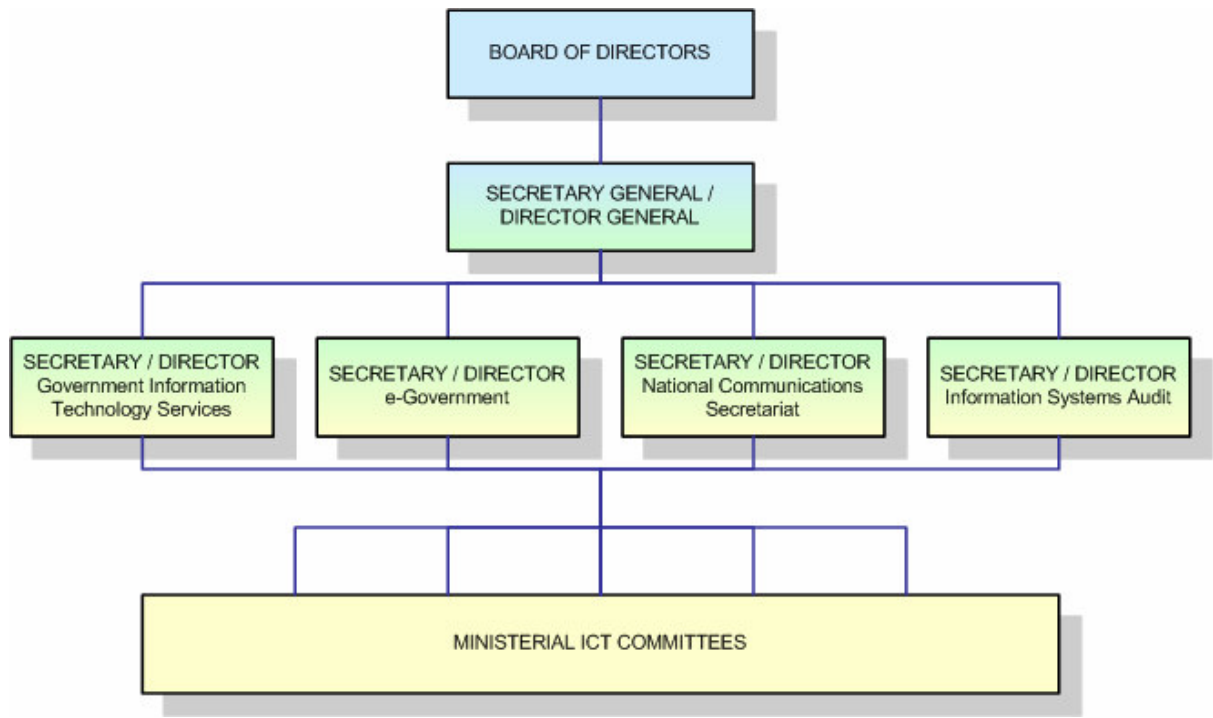 BOARD OF DIRECTORS
SECRETARY GENERAL /
DIRECTOR GENERAL
SECRETARY / DIRECTOR
Government Information
Technology Services
SECRETARY / DIRECTOR
e-Government
SECRETARY / DIRECTOR
National Communications
Secretariat
SECRETARY / DIRECTOR
Information Systems Audit
MINISTERIAL ICT COMMITTEES